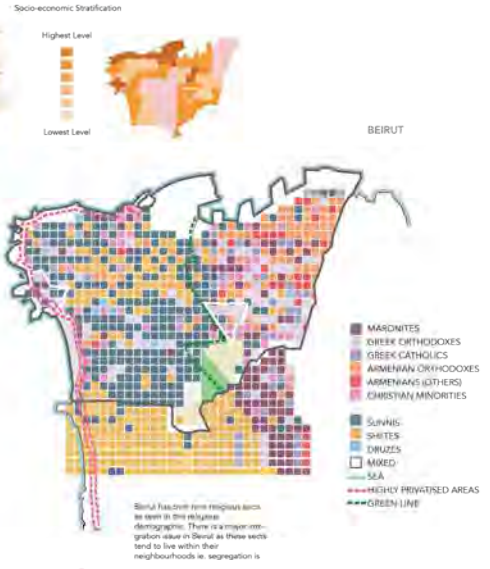 Socio-economic Stratification
Highest Level
Lowest Level
BEIRUT
MARONITES
GREEK ORTHODOXES
GREEK CATHOLICS
ARMENIAN ORTHODOXES
ARMENIANS (OTHERS)
CHRISTIAN MINORITIES
SUNNIS
SHIITES
DRUZES
MIXED
SEA
HIGHLY PRIVATISED AREAS
GREEN LINE
Beirut has over nine religious sects
as seen in this religious
demographic. There is a major
gration issue in Beirut as these sects
tend to live within their
neighbourhoods ie. segregation is